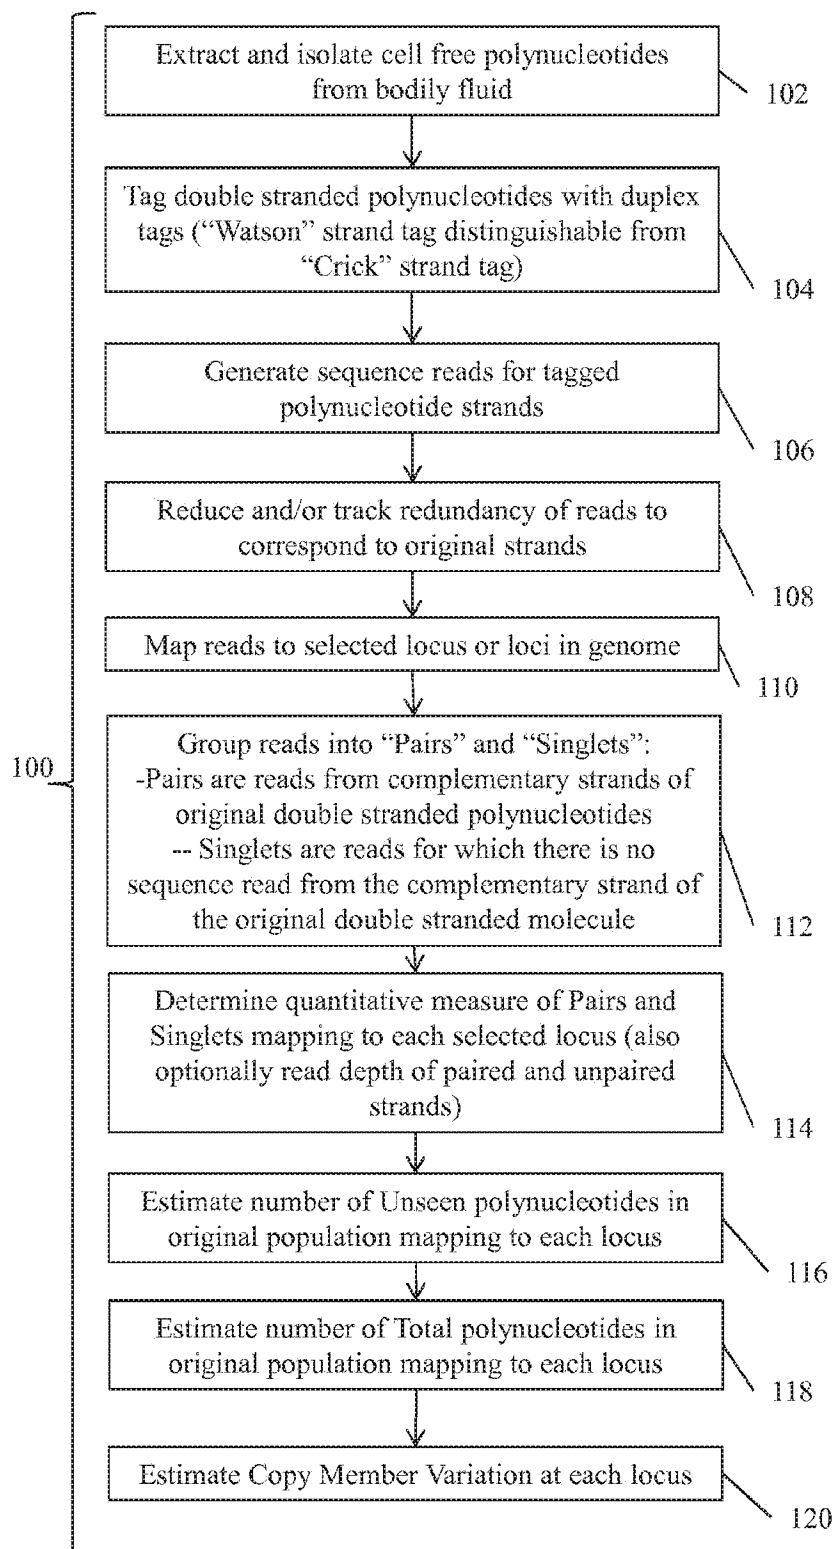 Extract and isolate cell free polynucleotides
from bodily fluid
102
Tag double stranded polynucleotides with duplex
tags (“Watson” strand tag distinguishable from
“Crick” strand tag)
104
Generate sequence reads for tagged
polynucleotide strands
106
Reduce and/or track redundancy of reads to
correspond to original strands
108
Map reads to selected locus or loci in genome
110
100
Group reads into “Pairs” and “Singlets”:
-Pairs are reads from complementary strands of
original double stranded polynucleotides
-- Singlets are reads for which there is no
sequence read from the complementary strand of
the original double stranded molecule
112
Determine quantitative measure of Pairs and
Singlets mapping to each selected locus (also
optionally read depth of paired and unpaired
strands)
114
Estimate number of Unseen polynucleotides in
original population mapping to each locus
116
Estimate number of Total polynucleotides in
original population mapping to each locus
118
Estimate Copy Member Variation at each locus
120